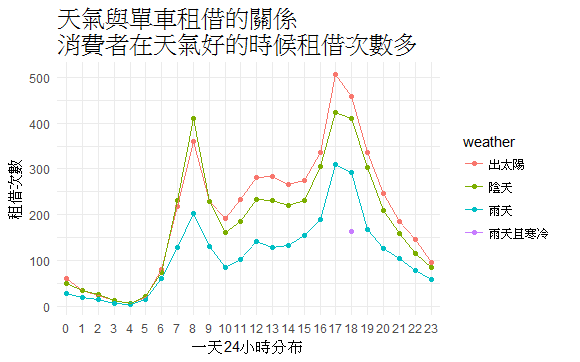 天氣與單車租借的關係
消費者在天氣好的時候租借次數多
租借次數
500
400
300
200
100
0
0 1 2 3 4 5 6 7 8 9 10 11 12 13 14 15 16 17 18 19 20 21 22 23
一天24小時分布
weather
出太陽
陰天
雨天
雨天且寒冷